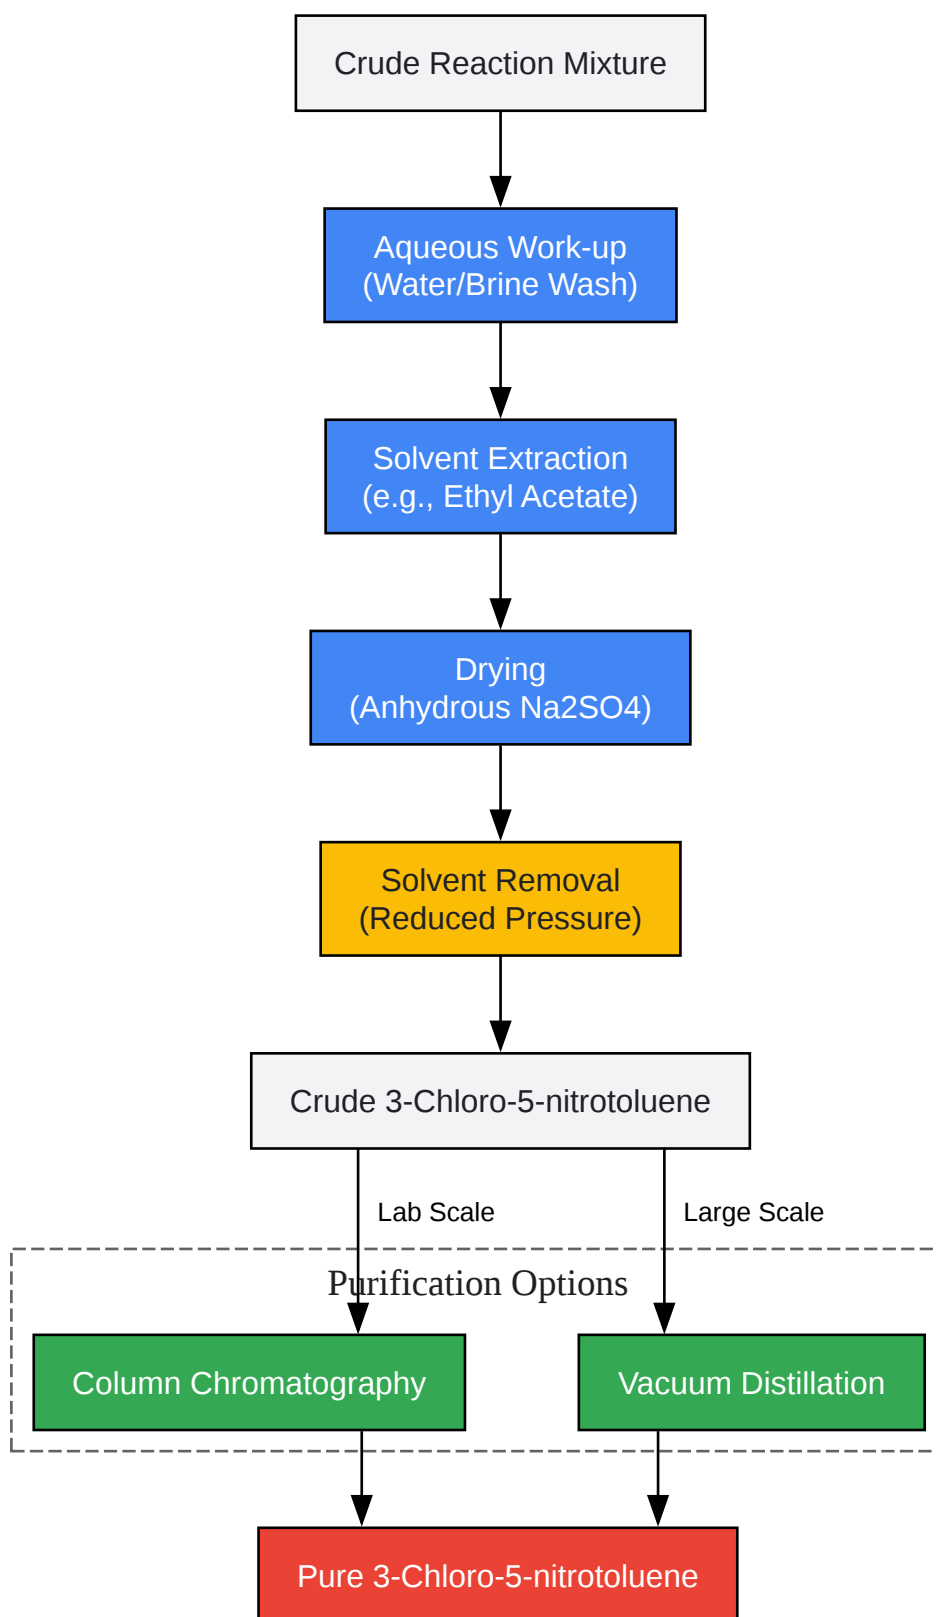 Crude Reaction Mixture
Aqueous Work-up
(Water/Brine Wash)
Solvent Extraction
(e.g., Ethyl Acetate)
Drying
(Anhydrous Na2SO4)
Solvent Removal
(Reduced Pressure)
Crude 3-Chloro-5-nitrotoluene
Lab Scale
Large Scale
Purification Options
Column Chromatography
Vacuum Distillation
Pure 3-Chloro-5-nitrotoluene